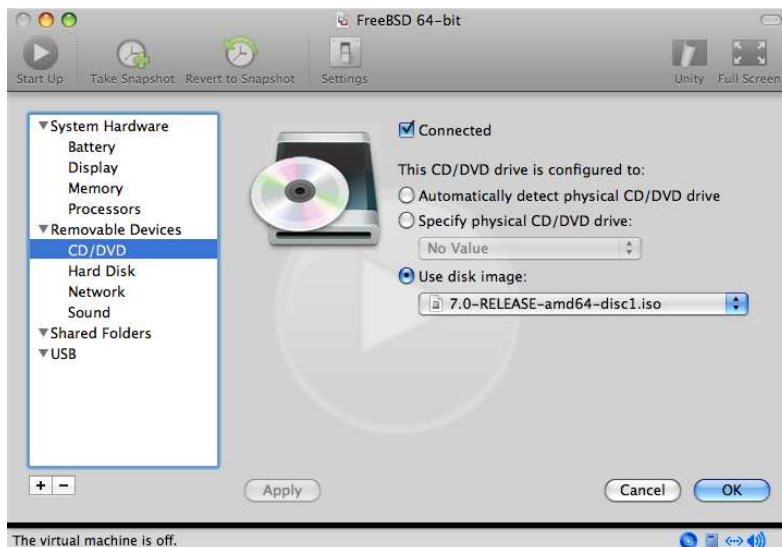 FreeBSD 64-bit
Start Up
Take Snapshot
Revert to Snapshot
Settings
Unity
Full Screen
System Hardware
Battery
Display
Memory
Processors
Removable Devices
CD/DVD
Hard Disk
Network
Sound
Shared Folders
USB
Connected
This CD/DVD drive is configured to:
Automatically detect physical CD/DVD drive
Specify physical CD/DVD drive:
No Value
Use disk image:
7.0-RELEASE-amd64-disc1.iso
+ −
Apply
Cancel
OK
The virtual machine is off.